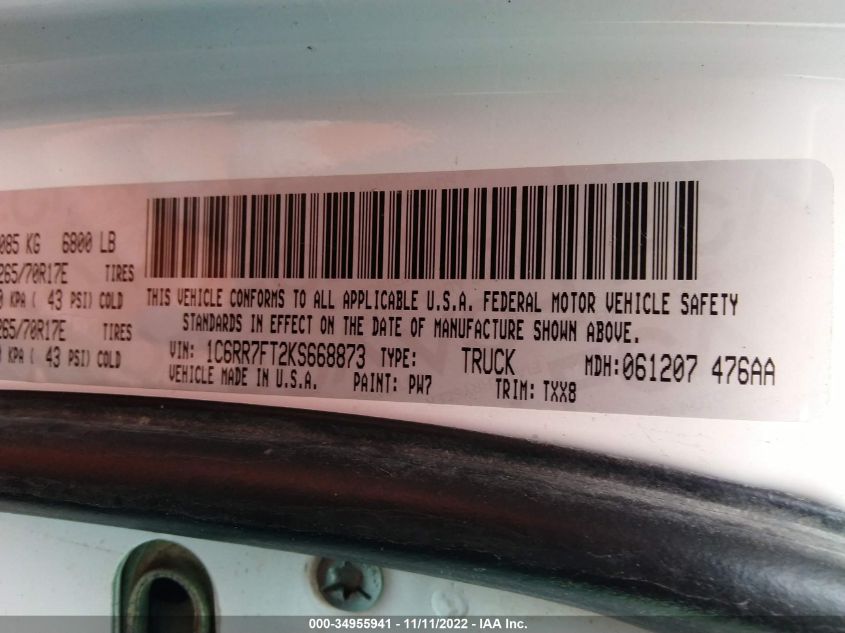 085 KG 6800 LB
265/70R17E TIRES
KPA ( 43 PSI) COLD
265/70R17E TIRES
KPA ( 43 PSI) COLD
THIS VEHICLE CONFORMS TO ALL APPLICABLE U.S.A. FEDERAL MOTOR VEHICLE SAFETY
STANDARDS IN EFFECT ON THE DATE OF MANUFACTURE SHOWN ABOVE.
VIN: 1C6RR7FT2KS668873 TYPE: TRUCK MDH:061207 476AA
VEHICLE MADE IN U.S.A. PAINT: PW7 TRIM: TXX8
000-34955941 - 11/11/2022 - IAA Inc.